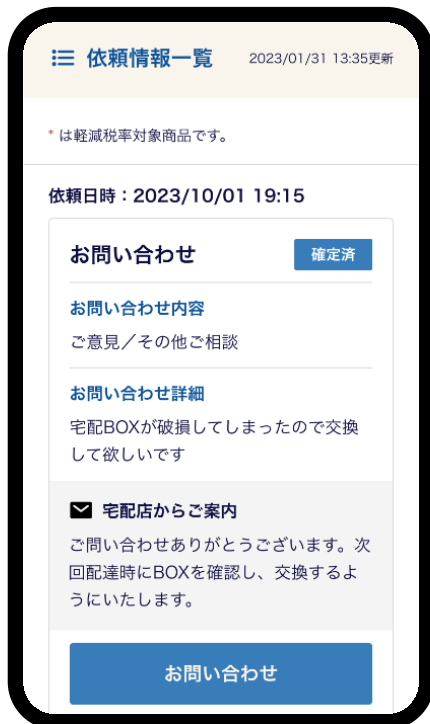 依頼情報一覧 2023/01/31 13:35更新
* は軽減税率対象商品です。
依頼日時：2023/10/01 19:15
お問い合わせ 確定済
お問い合わせ内容
ご意見／その他ご相談
お問い合わせ詳細
宅配BOXが破損してしまったので交換
して欲しいです
宅配店からご案内
ご問い合わせありがとうございます。次
回配達時にBOXを確認し、交換するよ
うにいたします。
お問い合わせ